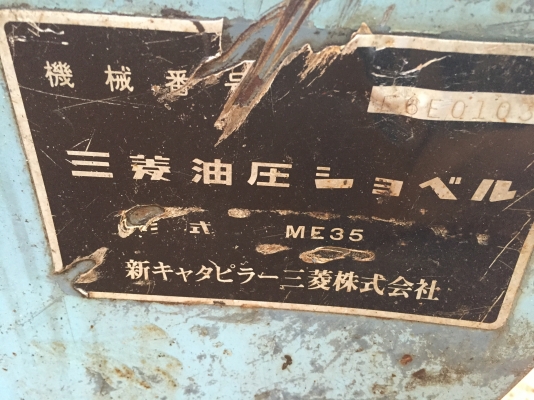 機械番号
三菱油圧ショベル
式 ME35
新キャタピラー三菱株式会社